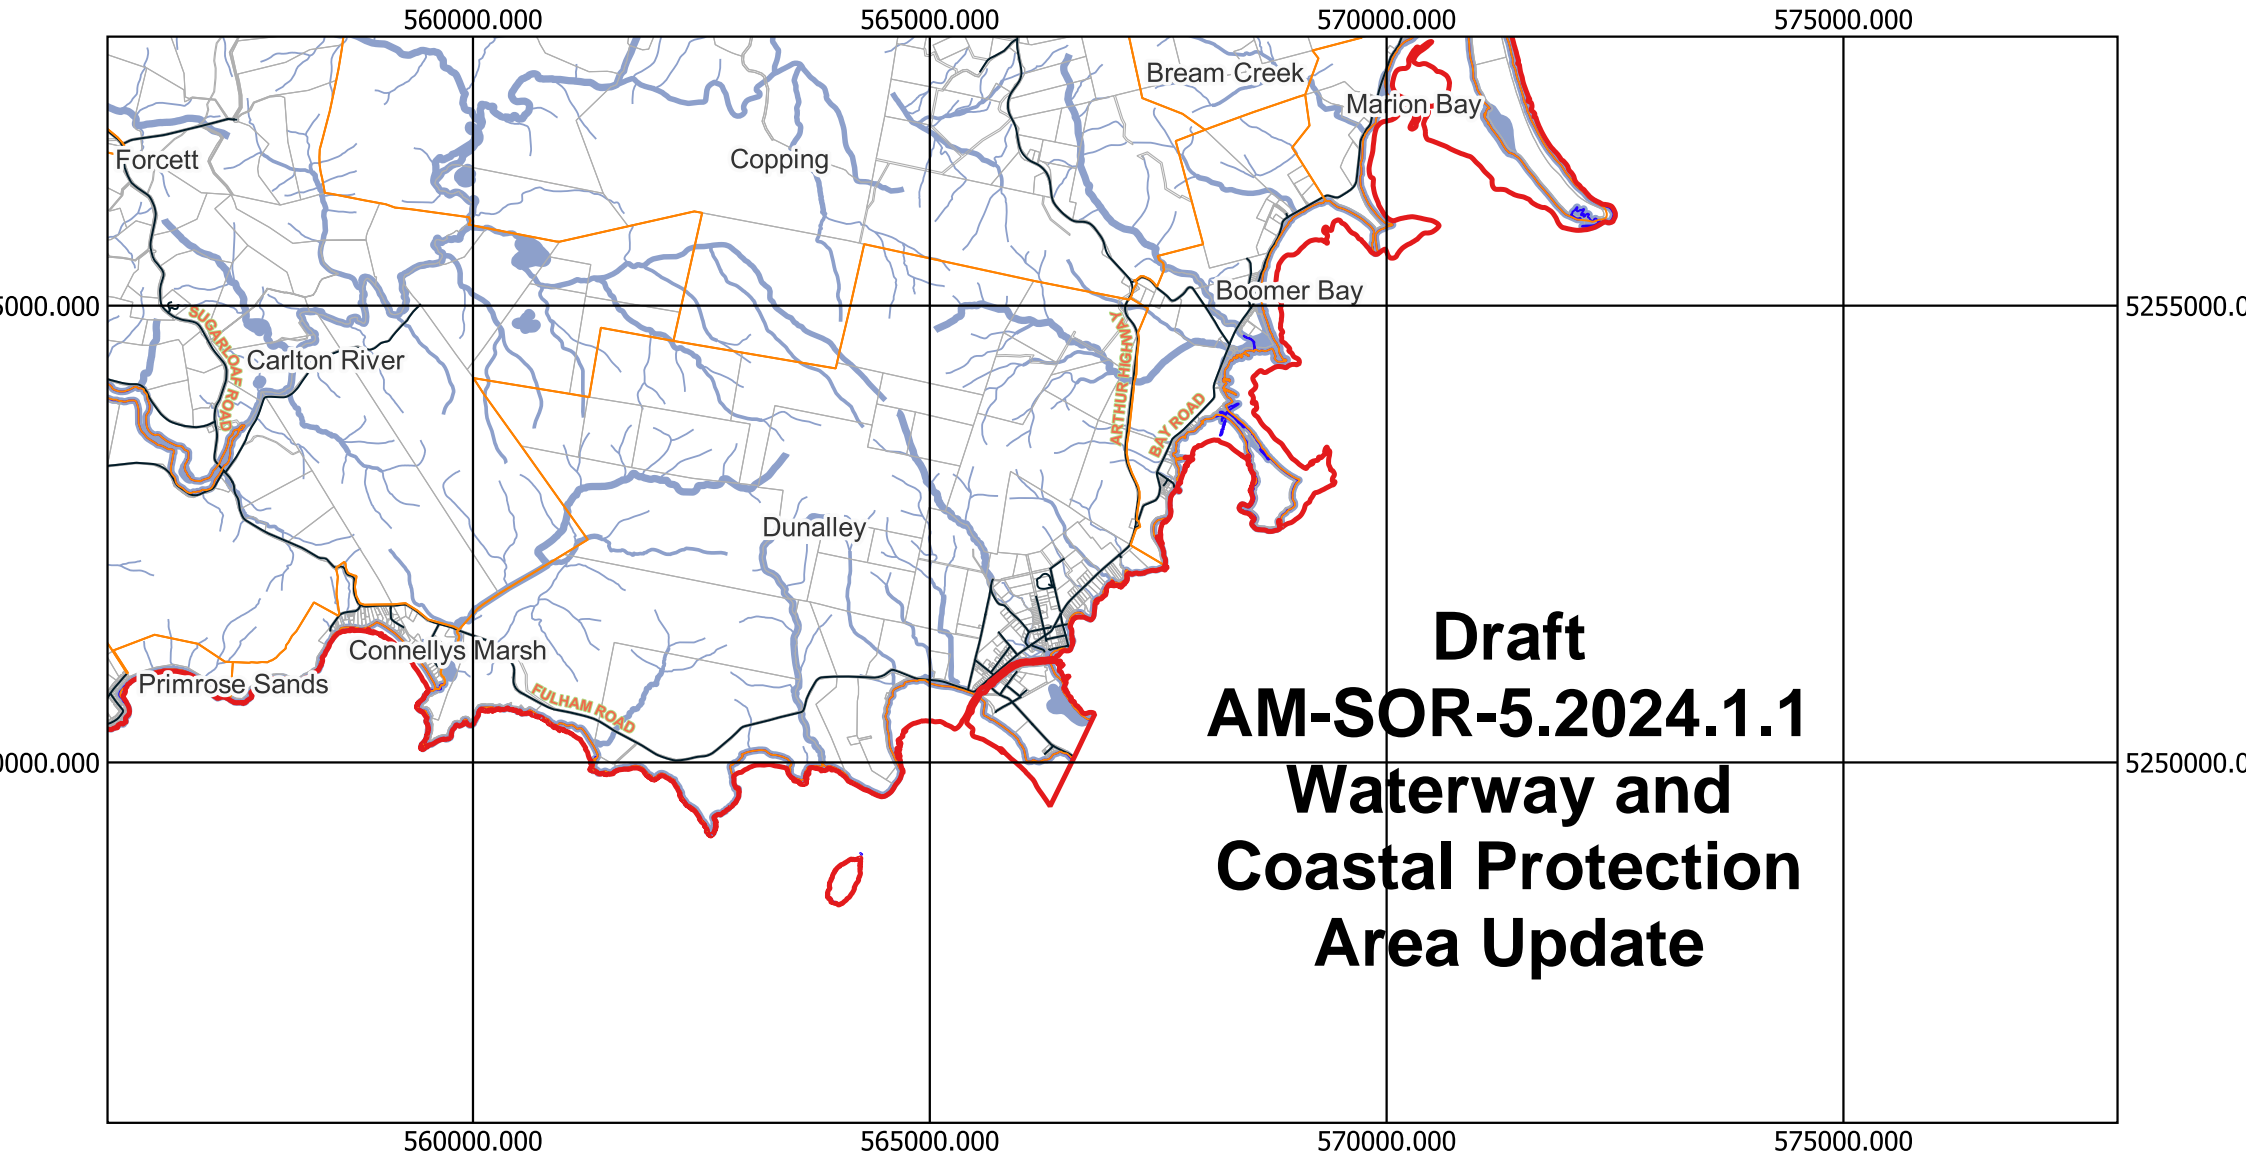 560000.000 565000.000 570000.000 575000.000
Bream Creek
Marion Bay
Forcett
Copping
Boomer Bay
5000.000
5255000.0
SUGARLOAF ROAD
ARTHUR HIGHWAY
Carlton River
BAY ROAD
Dunalley
Connellys Marsh
Primrose Sands
FULHAM ROAD
Draft
AM-SOR-5.2024.1.1
Waterway and
Coastal Protection
Area Update
0000.000
5250000.0
560000.000 565000.000 570000.000 575000.000